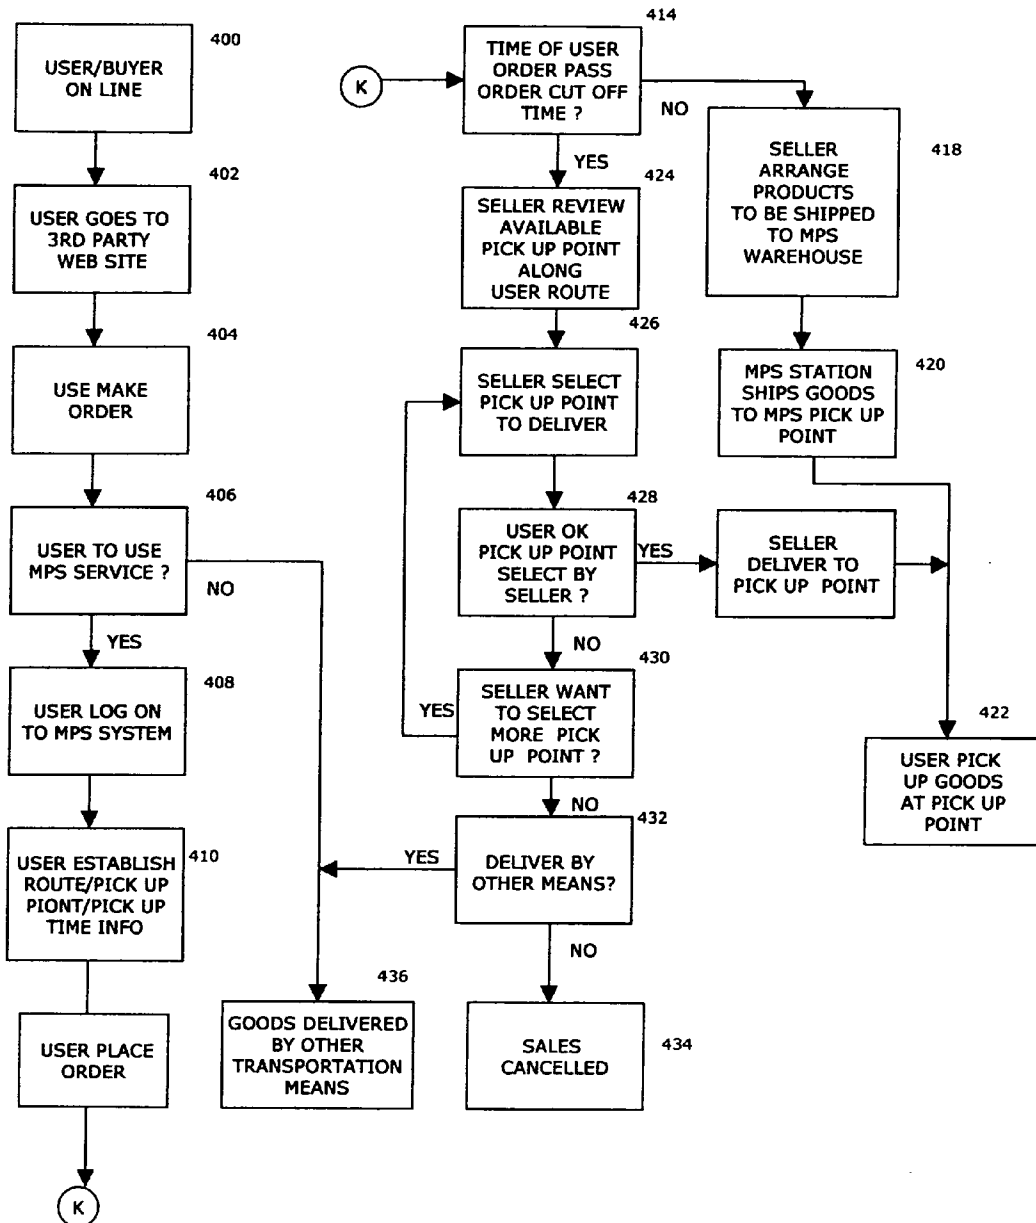 400
USER/BUYER
ON LINE
402
USER GOES TO
3RD PARTY
WEB SITE
404
USE MAKE
ORDER
406
USER TO USE
MPS SERVICE ?
NO
YES
408
USER LOG ON
TO MPS SYSTEM
410
USER ESTABLISH
ROUTE/PICK UP
PIONT/PICK UP
TIME INFO
USER PLACE
ORDER
K
K
414
TIME OF USER
ORDER PASS
ORDER CUT OFF
TIME ?
NO
YES
424
SELLER REVIEW
AVAILABLE
PICK UP POINT
ALONG
USER ROUTE
426
SELLER SELECT
PICK UP POINT
TO DELIVER
428
USER OK
PICK UP POINT
SELECT BY
SELLER ?
YES
NO
430
SELLER WANT
TO SELECT
MORE PICK
UP POINT ?
YES
NO
432
DELIVER BY
OTHER MEANS?
YES
NO
436
GOODS DELIVERED
BY OTHER
TRANSPORTATION
MEANS
SALES
CANCELLED
434
418
SELLER
ARRANGE
PRODUCTS
TO BE SHIPPED
TO MPS
WAREHOUSE
420
MPS STATION
SHIPS GOODS
TO MPS PICK UP
POINT
SELLER
DELIVER TO
PICK UP POINT
422
USER PICK
UP GOODS
AT PICK UP
POINT